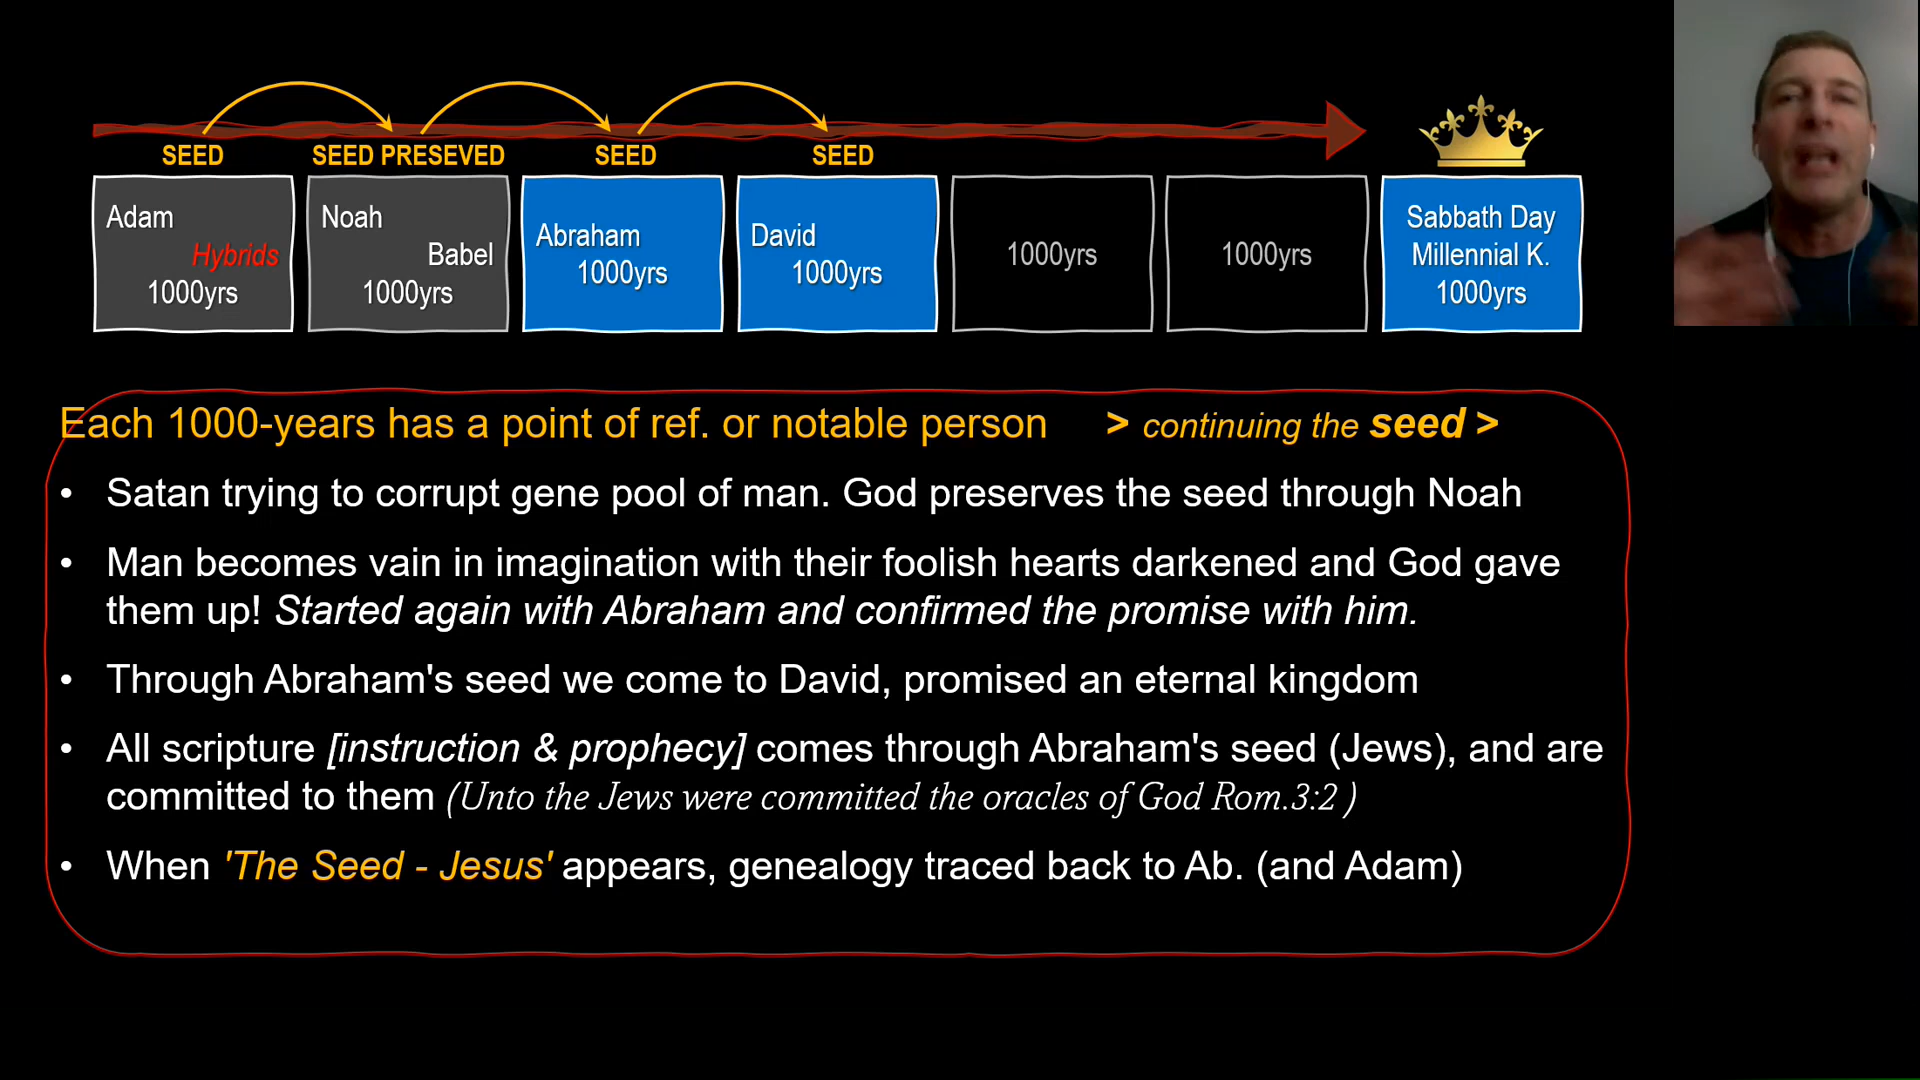 SEED
SEED PRESEVED
SEED
SEED
Adam
Hybrids
1000yrs
Noah
Babel
1000yrs
Abraham
1000yrs
David
1000yrs
1000yrs
1000yrs
Sabbath Day
Millennial K.
1000yrs
Each 1000-years has a point of ref. or notable person > continuing the seed >
• Satan trying to corrupt gene pool of man. God preserves the seed through Noah
• Man becomes vain in imagination with their foolish hearts darkened and God gave
them up! Started again with Abraham and confirmed the promise with him.
• Through Abraham's seed we come to David, promised an eternal kingdom
• All scripture [instruction & prophecy] comes through Abraham's seed (Jews), and are
committed to them (Unto the Jews were committed the oracles of God Rom.3:2 )
• When 'The Seed - Jesus' appears, genealogy traced back to Ab. (and Adam)